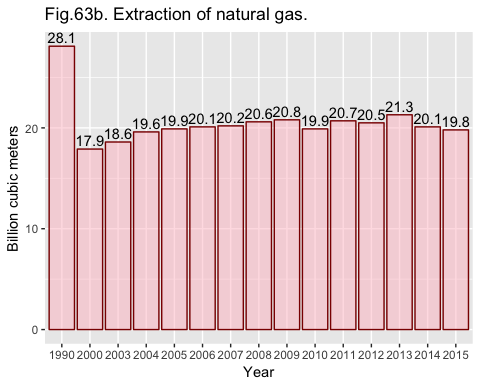 Fig.63b. Extraction of natural gas.
28.1 17.9 18.6 19.6 19.9 20.1 20.2 20.6 20.8 19.9 20.7 20.5 21.3 20.1 19.8
Billion cubic meters
20
10
0
1990 2000 2003 2004 2005 2006 2007 2008 2009 2010 2011 2012 2013 2014 2015
Year